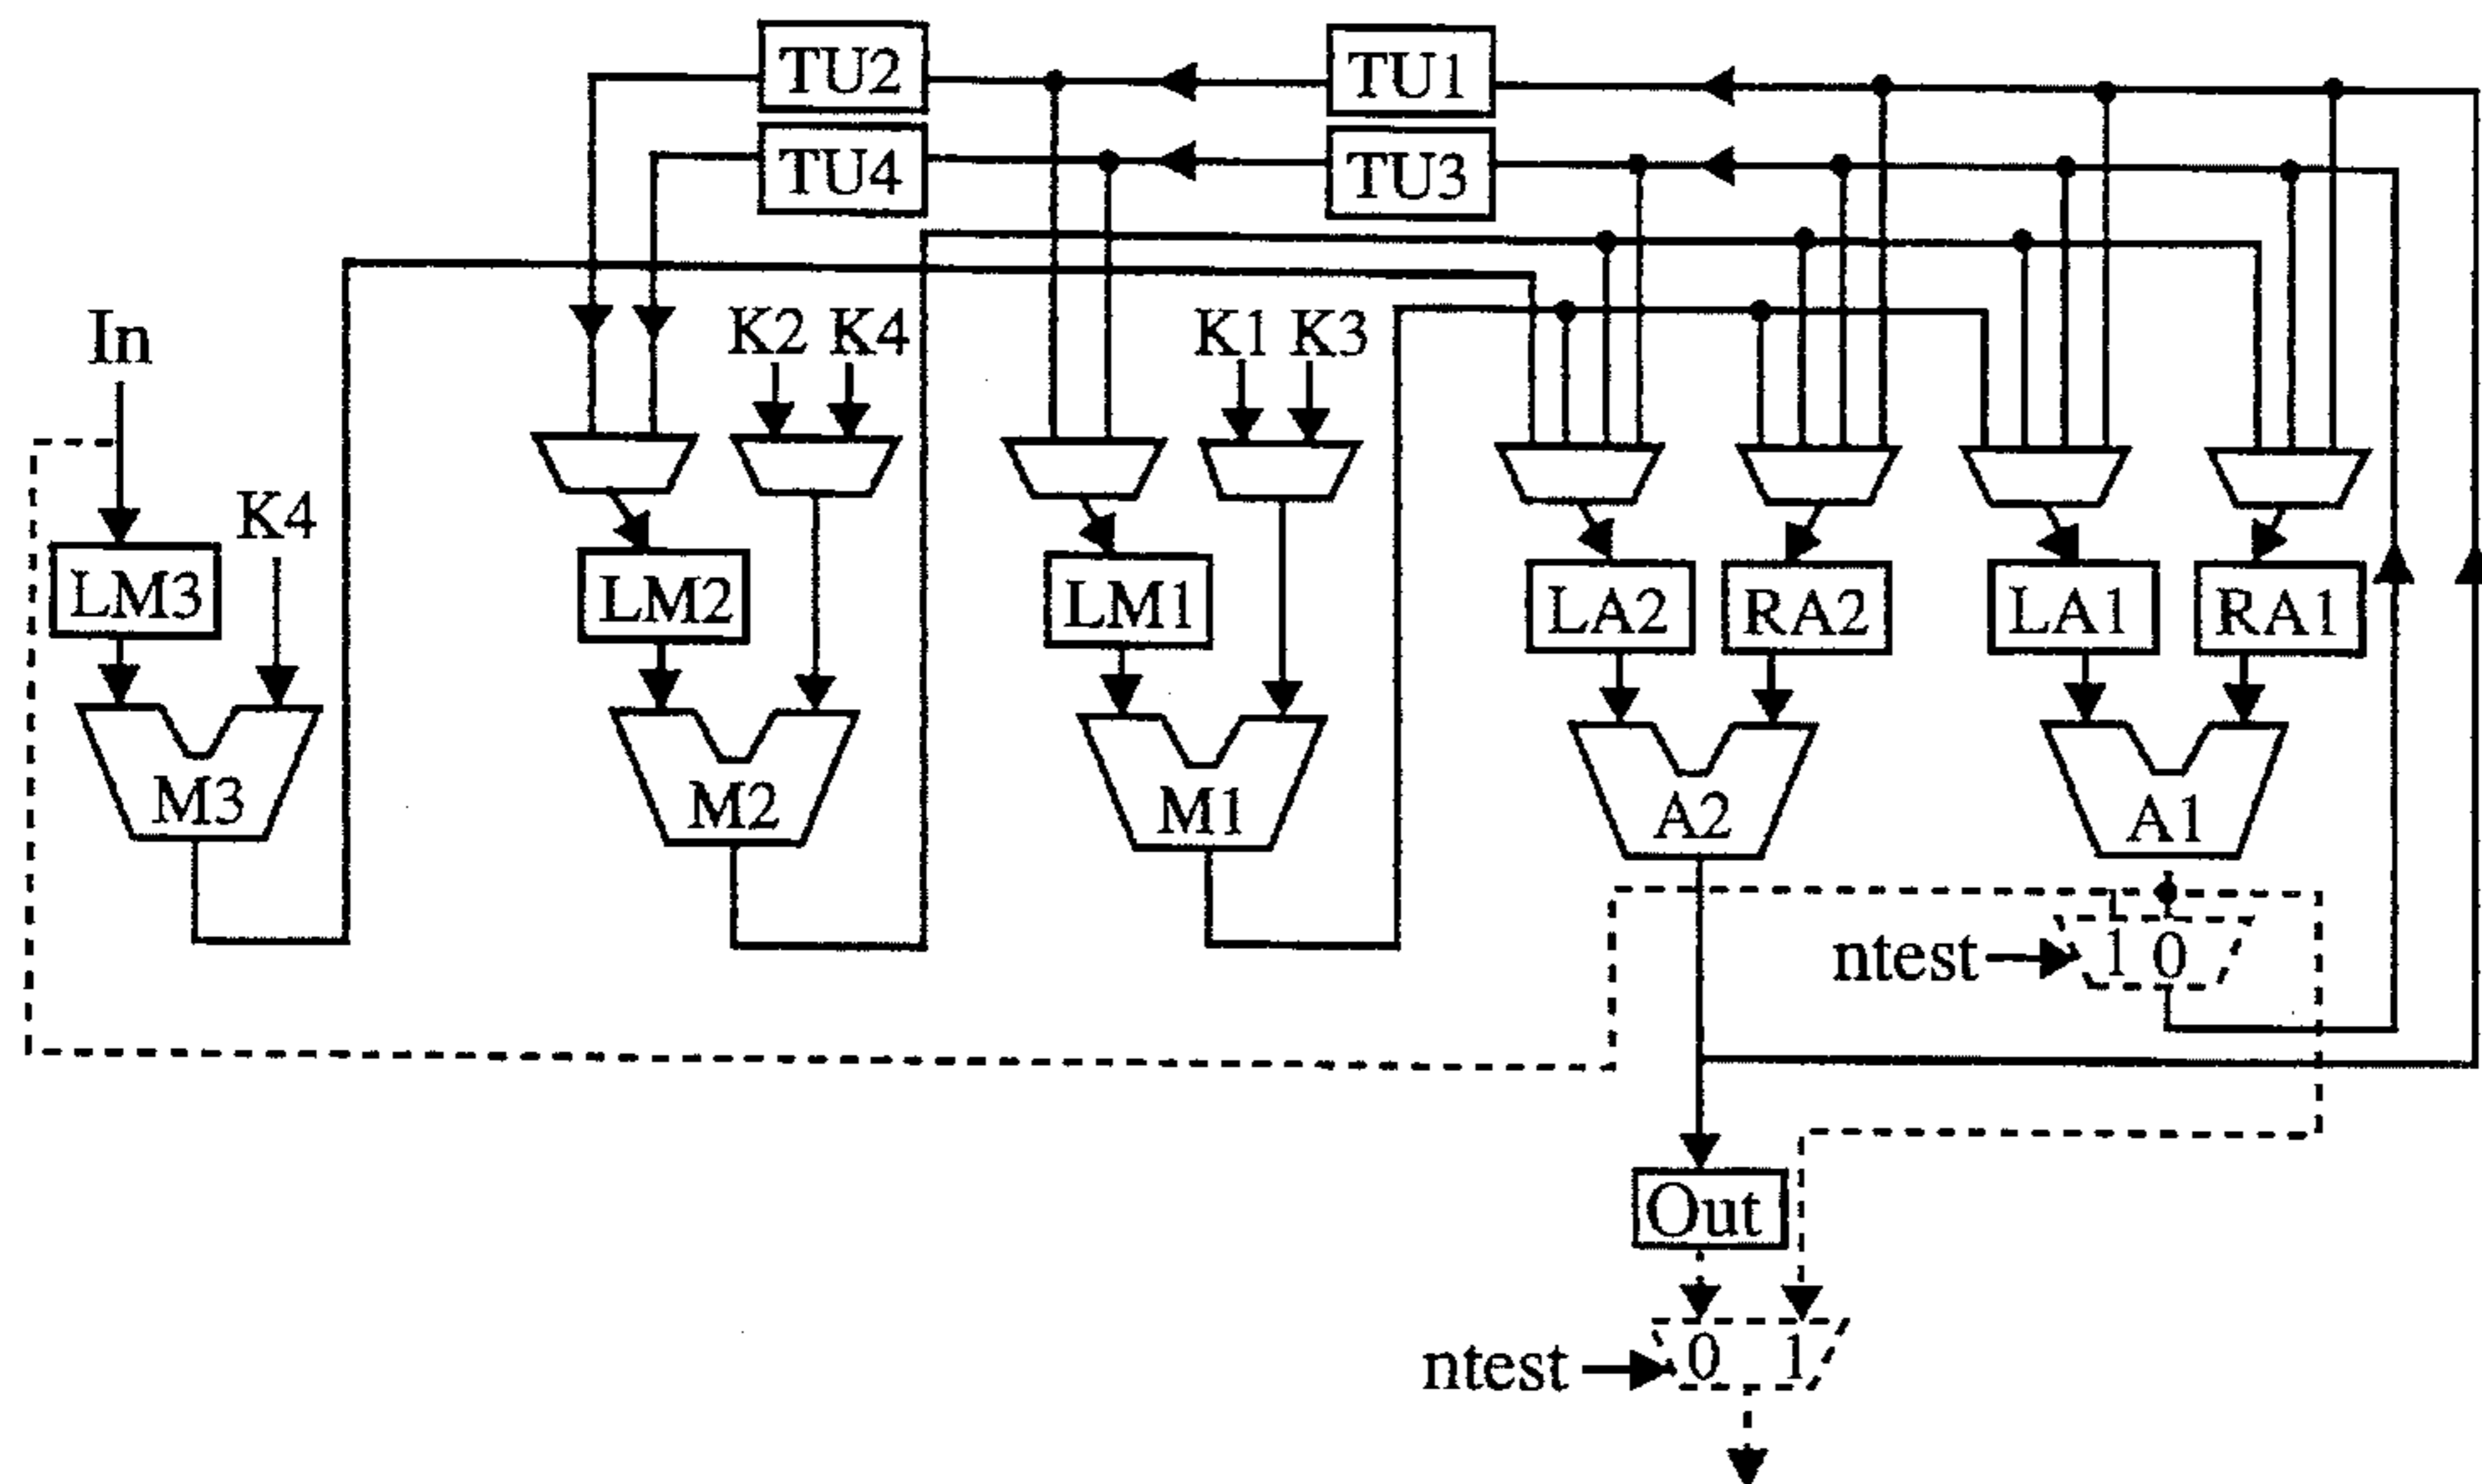 TU2 TU1
TU4 TU3
In K2 K4 K1 K3
K4
LM3 LM2 LM1 LA2 RA2 LA1 RA1
M3 M2 M1 A2 A1
ntest 1 0
Out
ntest 0 1